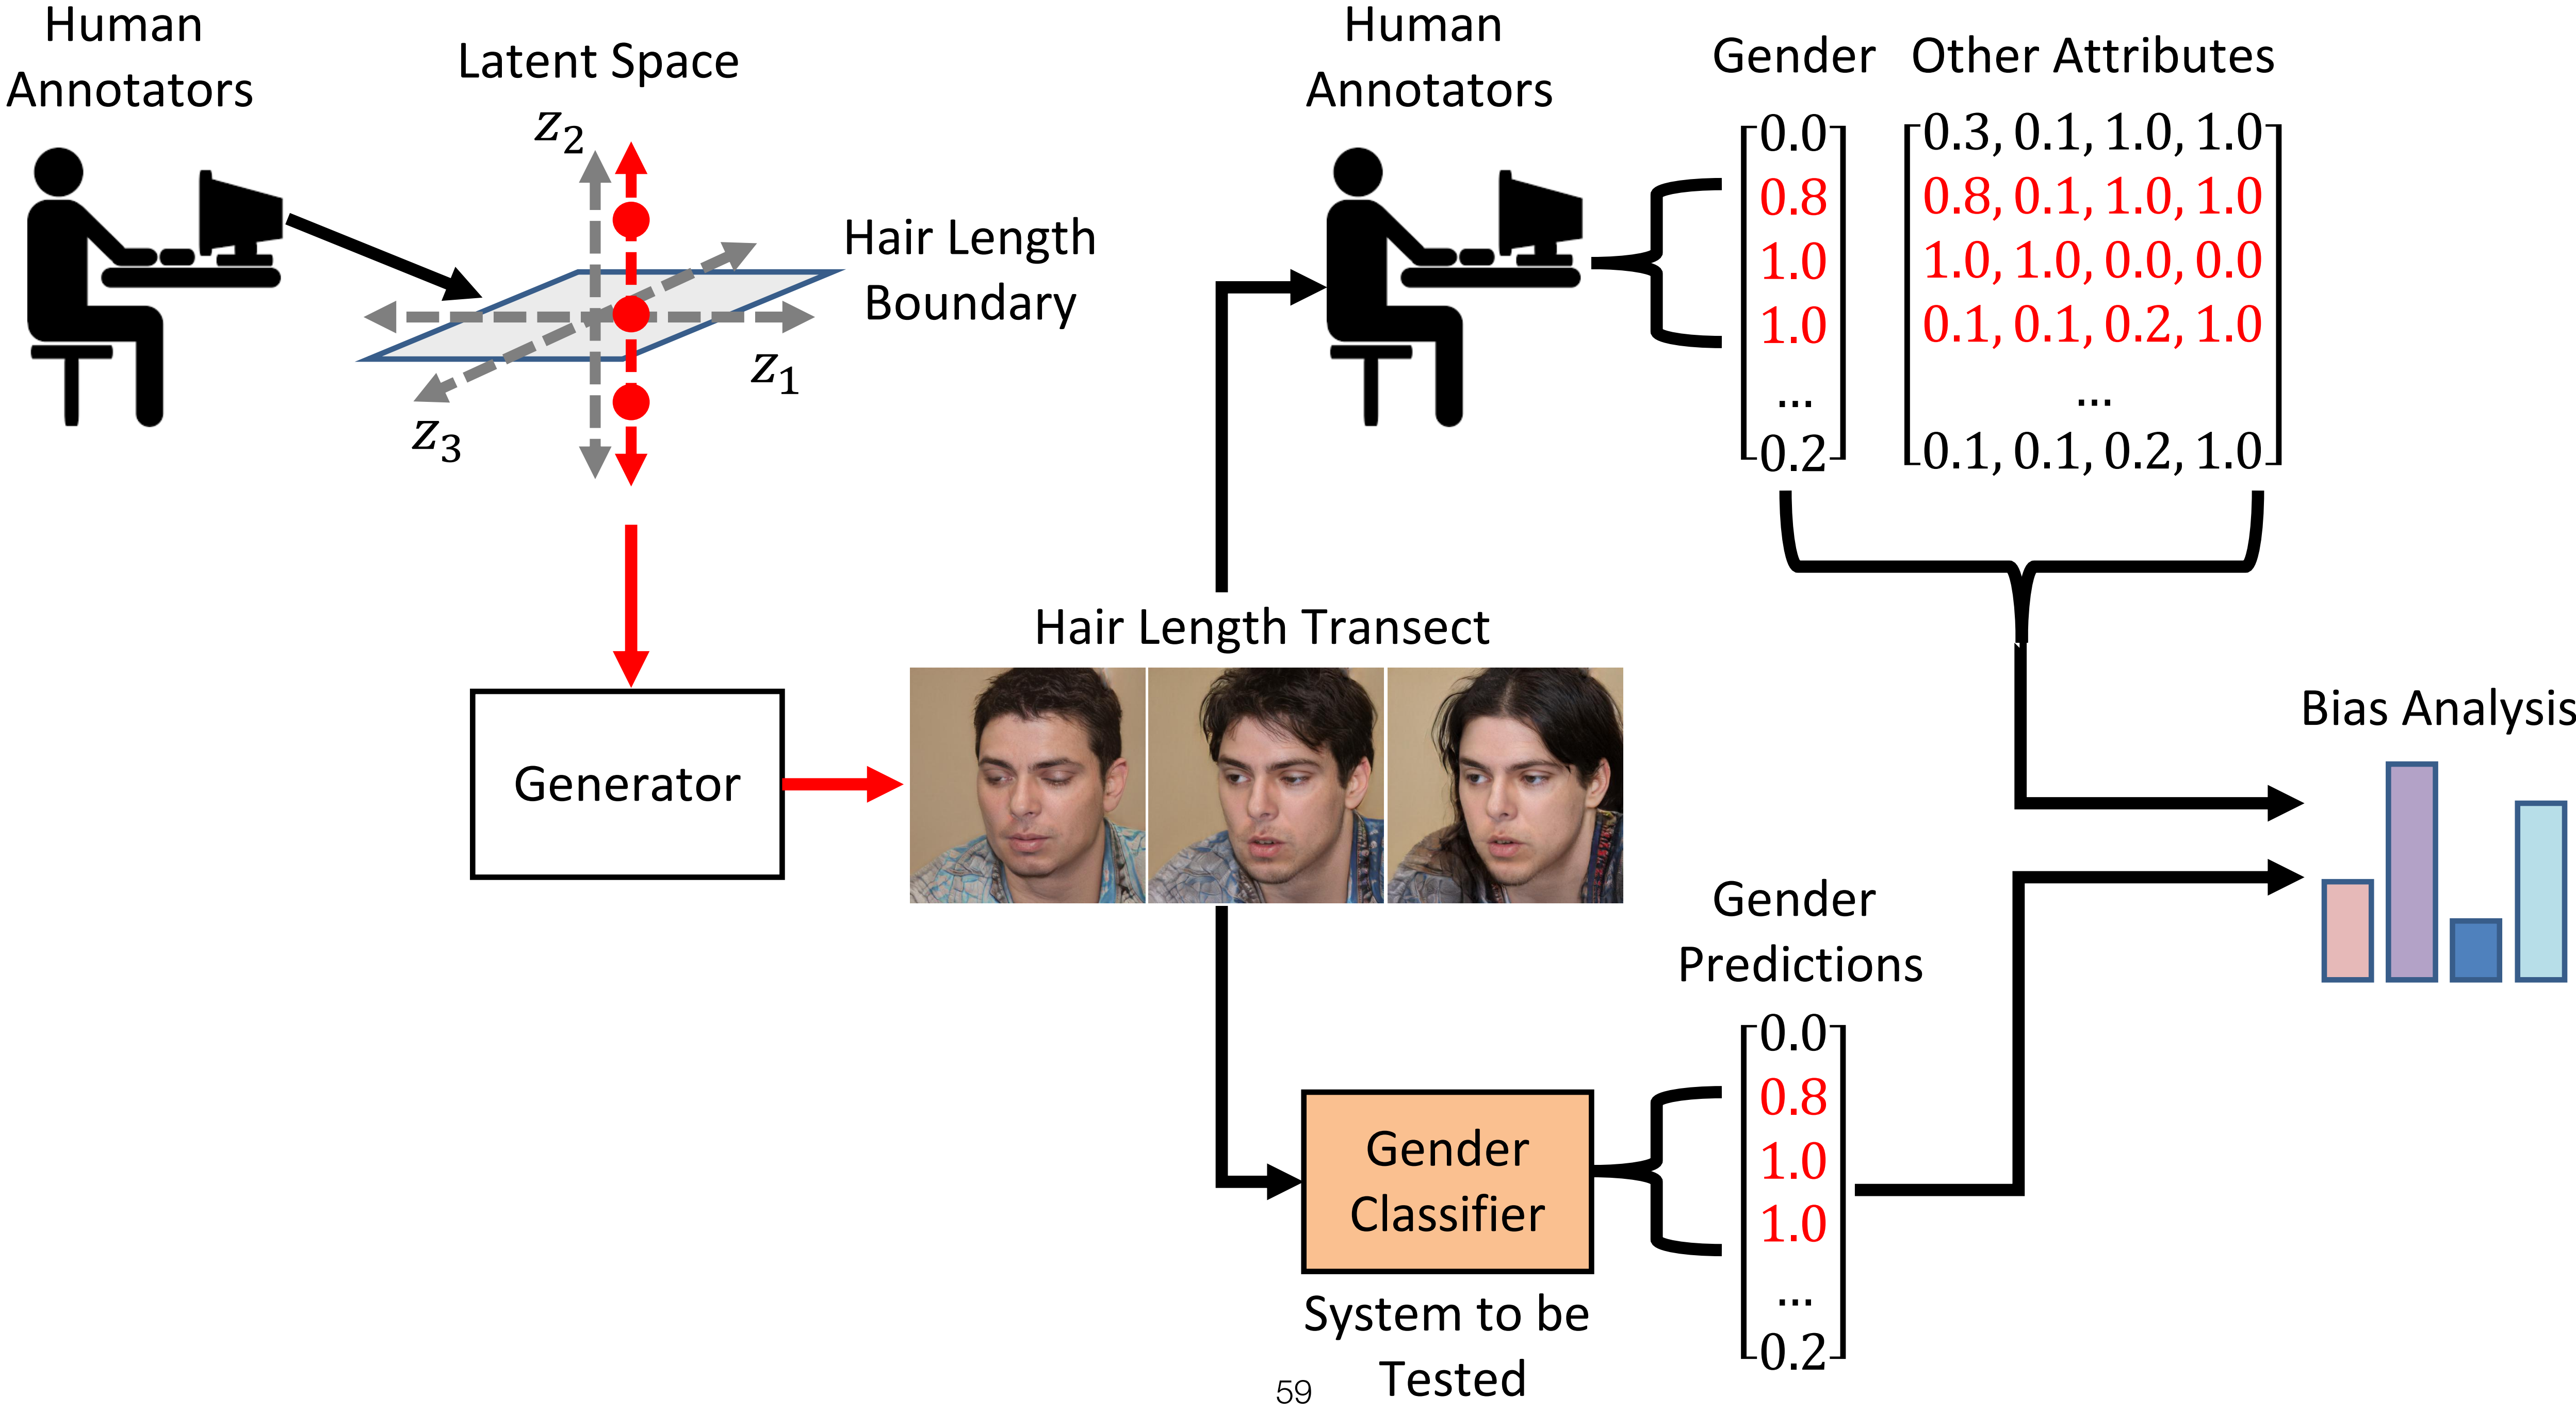 Human
Annotators
Latent Space
z₂
Hair Length
Boundary
z₁
z₃
Generator
Hair Length Transect
Human
Annotators
Gender
0.0
0.8
1.0
1.0
...
0.2
Other Attributes
0.3, 0.1, 1.0, 1.0
0.8, 0.1, 1.0, 1.0
1.0, 1.0, 0.0, 0.0
0.1, 0.1, 0.2, 1.0
...
0.1, 0.1, 0.2, 1.0
Gender
Classifier
System to be
Tested
Gender
Predictions
0.0
0.8
1.0
1.0
...
0.2
Bias Analysis
59